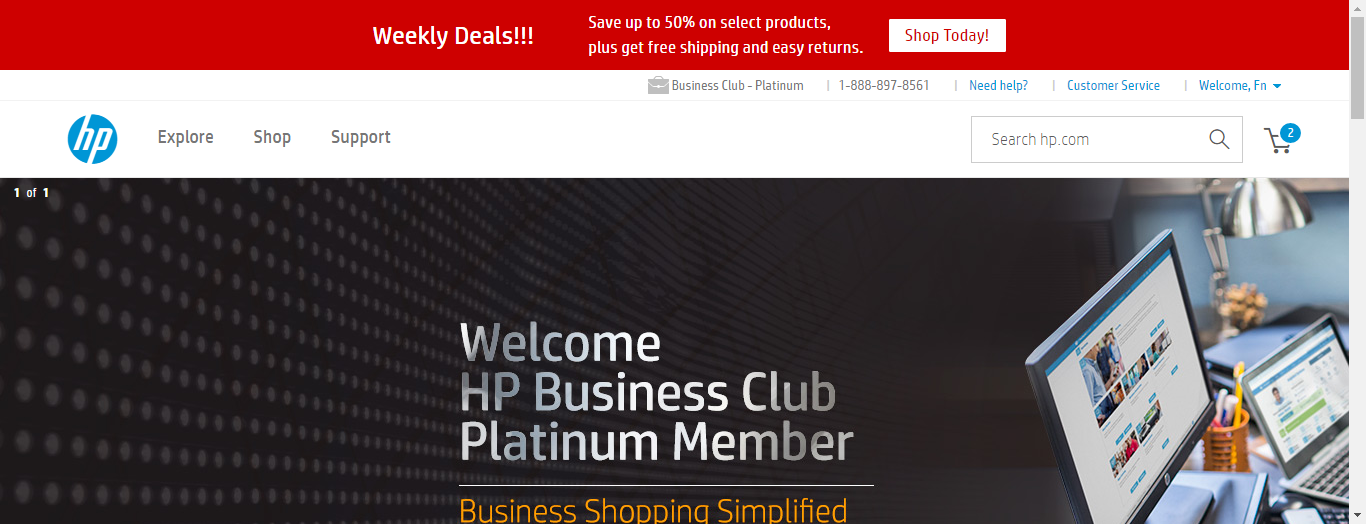 Weekly Deals!!!
Save up to 50% on select products,
plus get free shipping and easy returns.
Shop Today!
Business Club - Platinum | 1-888-897-8561 | Need help? | Customer Service | Welcome, Fn
hp
Explore
Shop
Support
Search hp.com
2
1 of 1
Welcome
HP Business Club
Platinum Member
Business Shopping Simplified